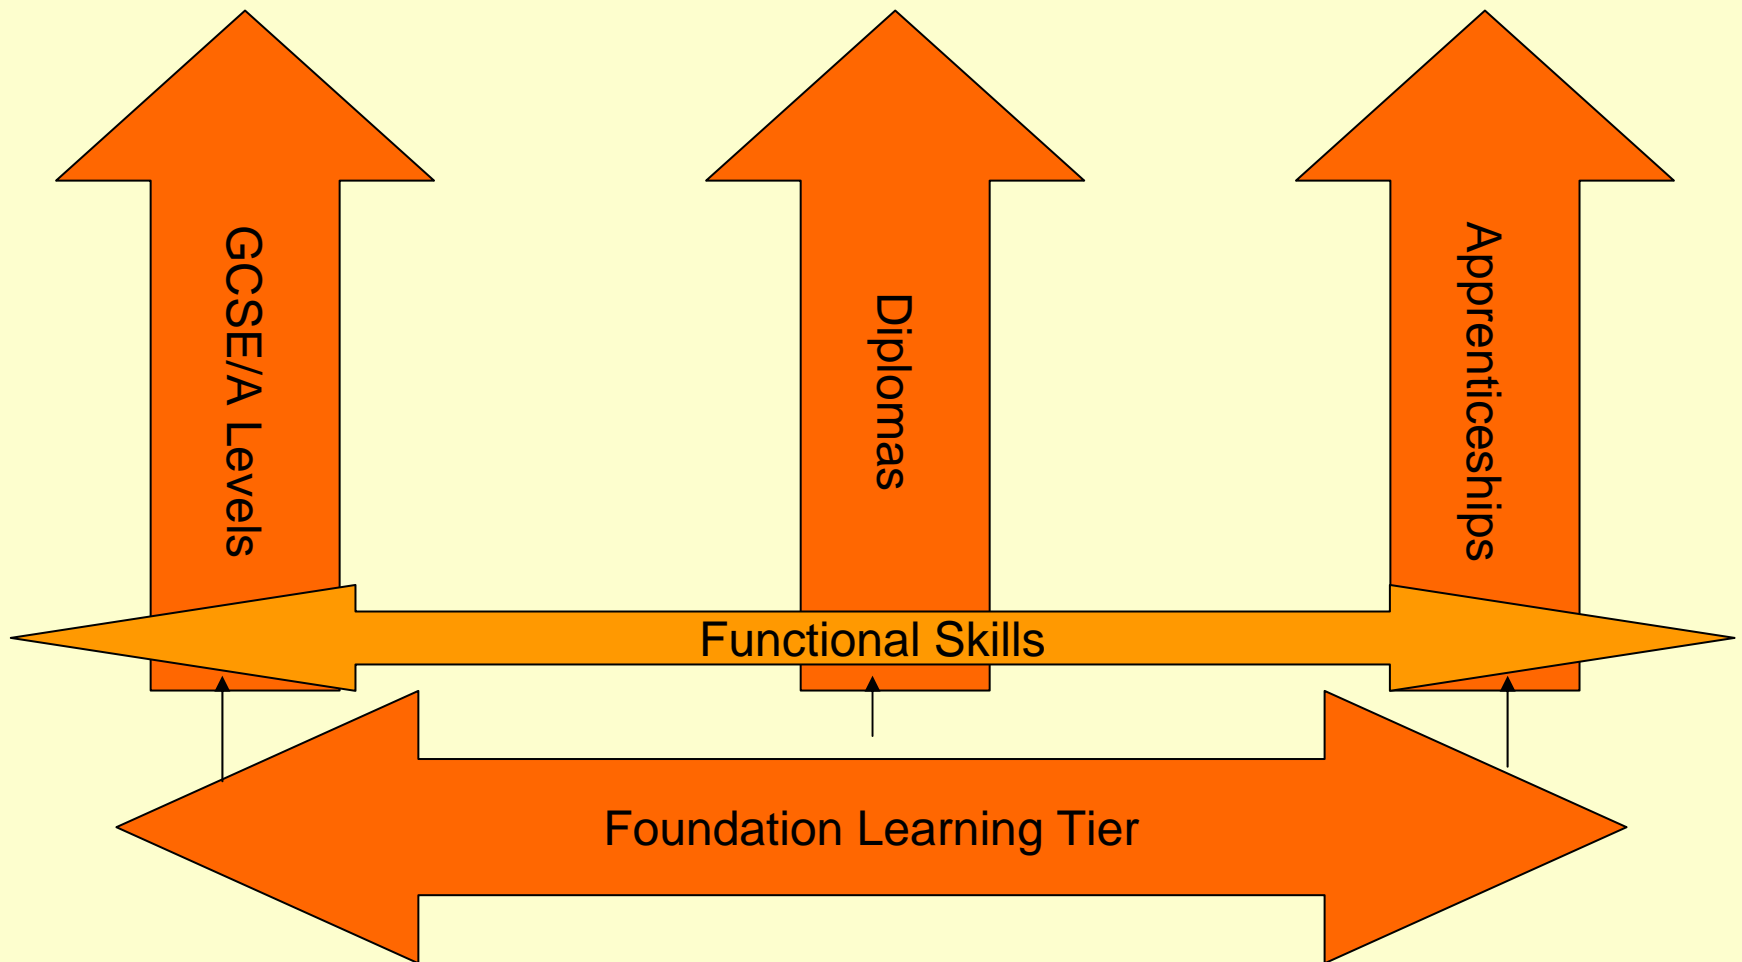 GCSE/A Levels
Diplomas
Apprenticeships
Functional Skills
Foundation Learning Tier